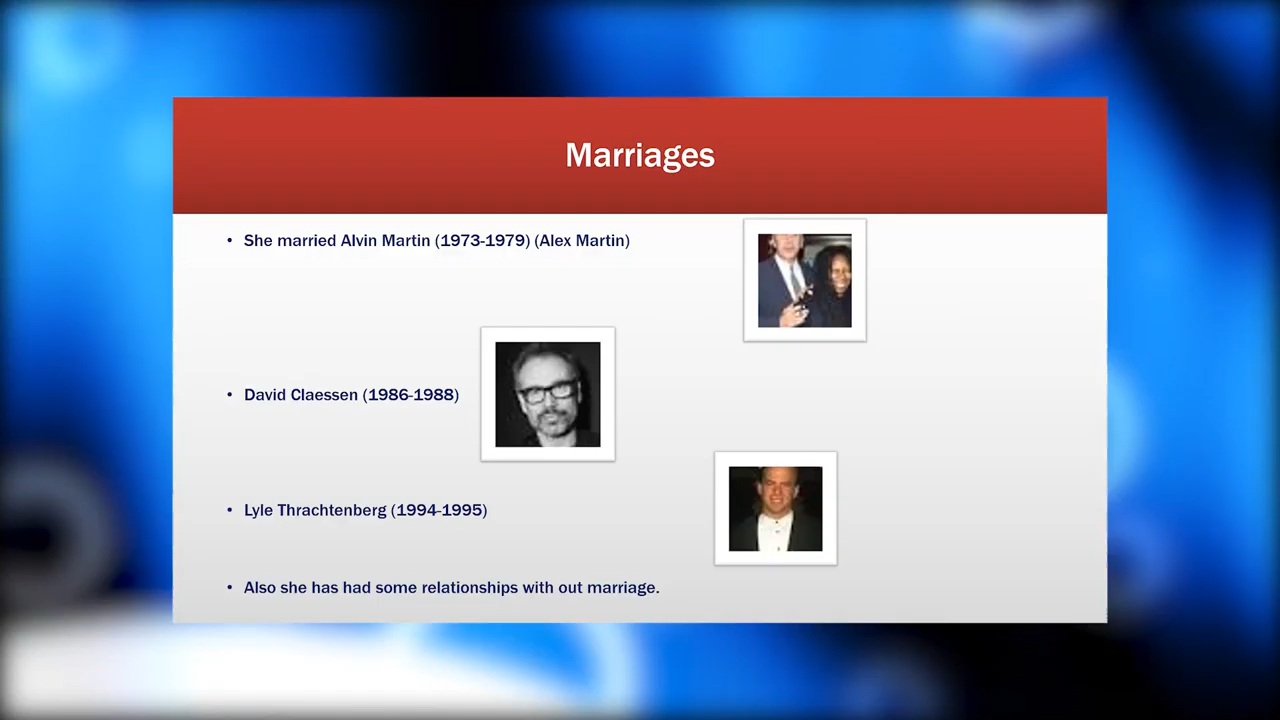 Marriages
• She married Alvin Martin (1973-1979) (Alex Martin)
• David Claessen (1986-1988)
• Lyle Thrachtenberg (1994-1995)
• Also she has had some relationships with out marriage.